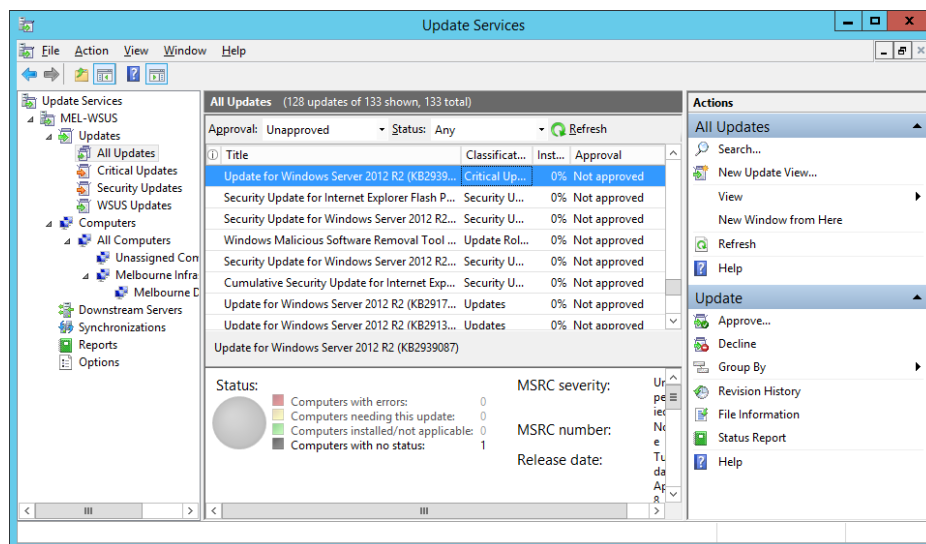 Update Services
File Action View Window Help
Update Services
MEL-WSUS
Updates
All Updates
Critical Updates
Security Updates
WSUS Updates
Computers
All Computers
Unassigned Com
Melbourne Infra
Melbourne D
Downstream Servers
Synchronizations
Reports
Options
All Updates (128 updates of 133 shown, 133 total)
Approval: Unapproved Status: Any Refresh
Title Classificat... Inst... Approval
Update for Windows Server 2012 R2 (KB2939... Critical Up... 0% Not approved
Security Update for Internet Explorer Flash P... Security U... 0% Not approved
Security Update for Windows Server 2012 R2... Security U... 0% Not approved
Windows Malicious Software Removal Tool ... Update Rol... 0% Not approved
Security Update for Windows Server 2012 R2... Security U... 0% Not approved
Cumulative Security Update for Internet Exp... Security U... 0% Not approved
Update for Windows Server 2012 R2 (KB2917... Updates 0% Not approved
Update for Windows Server 2012 R2 (KB2913... Updates 0% Not approved
Update for Windows Server 2012 R2 (KB2939087)
Status:
Computers with errors: 0
Computers needing this update: 0
Computers installed/not applicable: 0
Computers with no status: 1
MSRC severity:
MSRC number:
Release date:
Un
pe
iec
No
e
Tu
da
Ap
8
Actions
All Updates
Search...
New Update View...
View
New Window from Here
Refresh
Help
Update
Approve...
Decline
Group By
Revision History
File Information
Status Report
Help